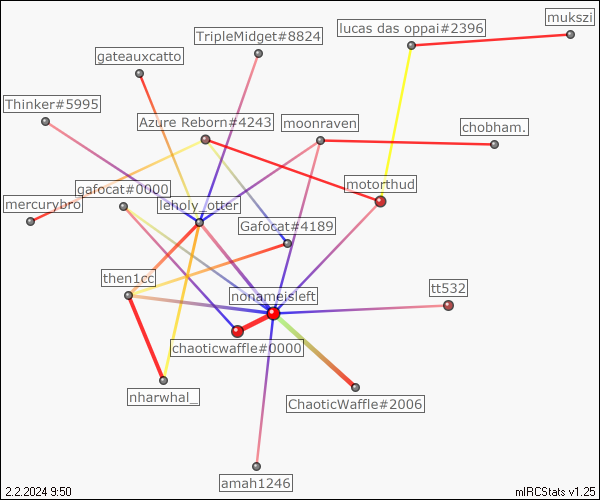 mukszi
lucas das oppai#2396
TripleMidget#8824
gateauxcatto
Thinker#5995
Azure Reborn#4243
moonraven
chobham.
gafocat#0000
motorthud
mercurybro
leholy_otter
Gafocat#4189
then1cc
nonameisleft
tt532
chaoticwaffle#0000
nharwhal_
ChaoticWaffle#2006
amah1246
2.2.2024 9:50
mIRCStats v1.25